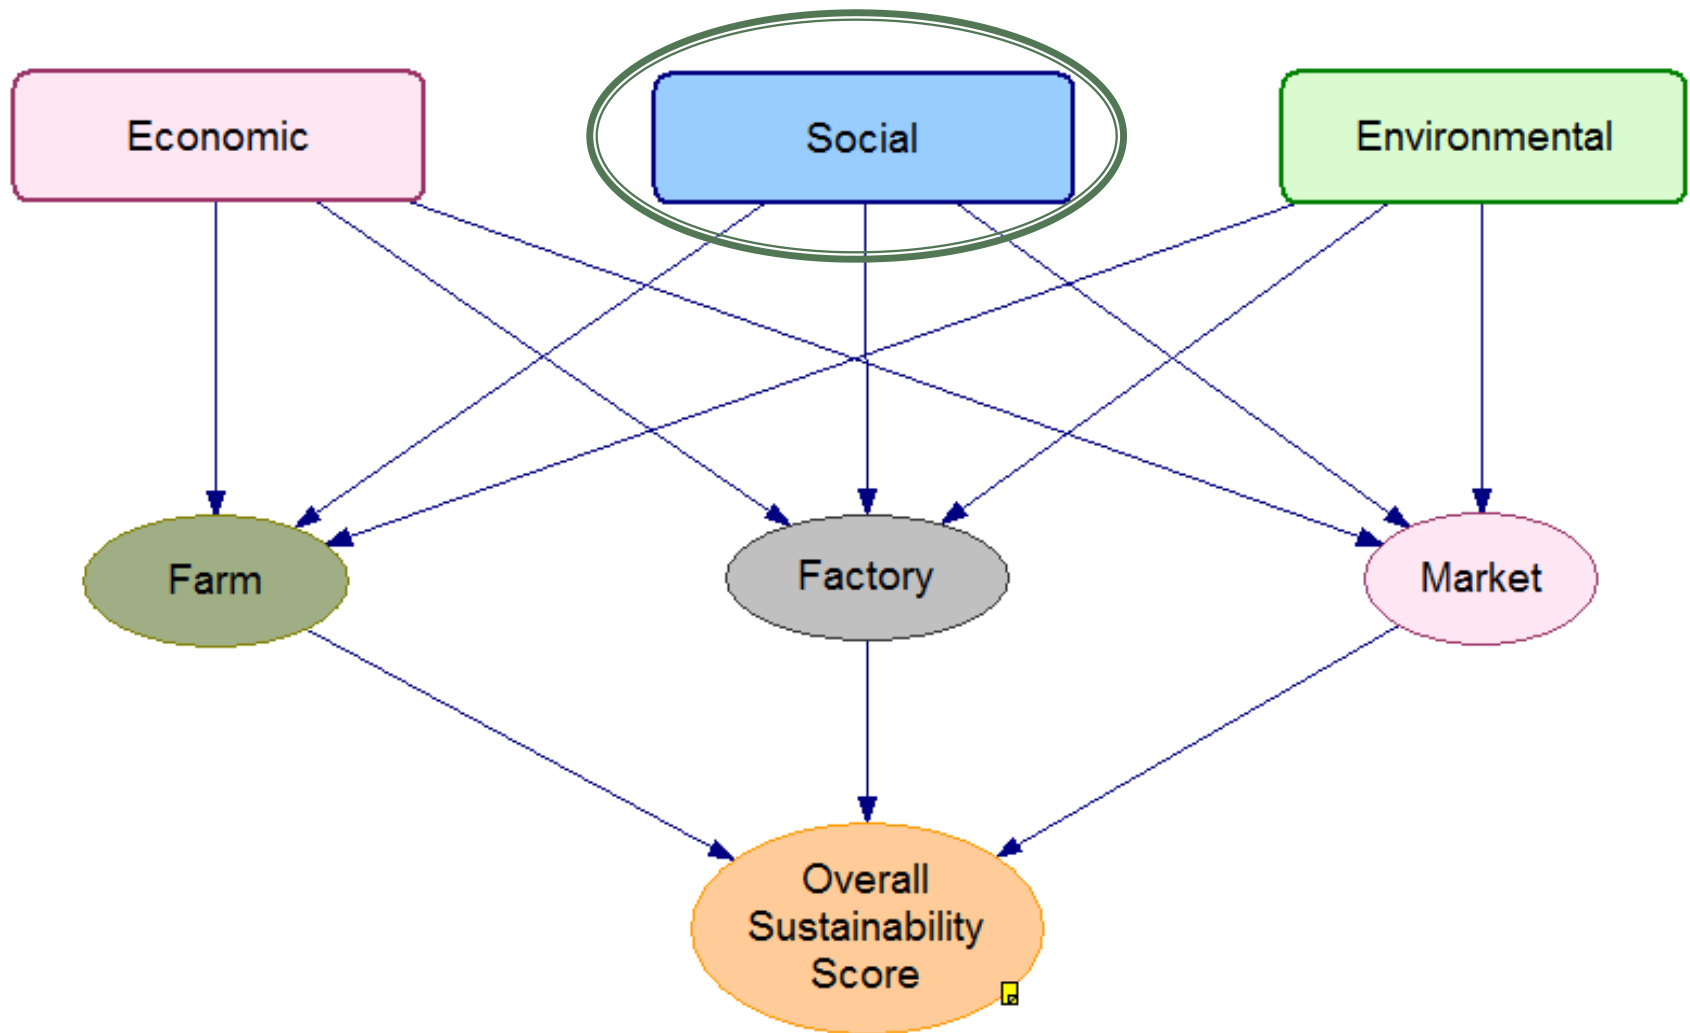 Economic
Social
Environmental
Farm
Factory
Market
Overall
Sustainability
Score